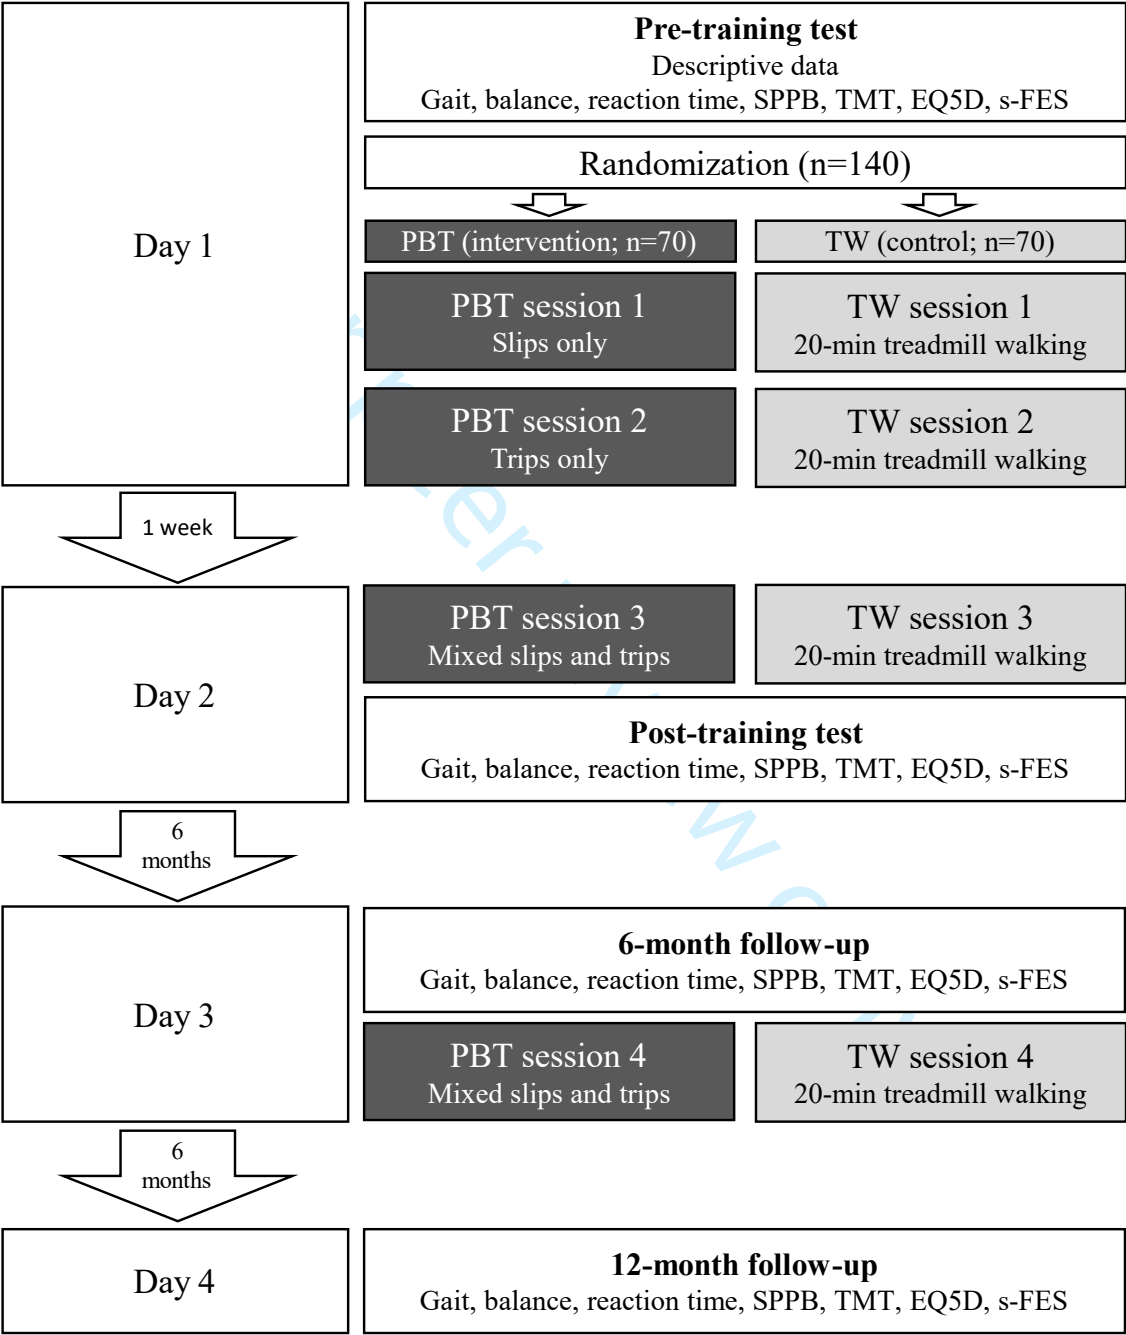 Day 1
Pre-training test
Descriptive data
Gait, balance, reaction time, SPPB, TMT, EQ5D, s-FES
Randomization (n=140)
PBT (intervention; n=70)
TW (control; n=70)
PBT session 1
Slips only
TW session 1
20-min treadmill walking
PBT session 2
Trips only
TW session 2
20-min treadmill walking
1 week
Day 2
PBT session 3
Mixed slips and trips
TW session 3
20-min treadmill walking
Post-training test
Gait, balance, reaction time, SPPB, TMT, EQ5D, s-FES
6
months
Day 3
6-month follow-up
Gait, balance, reaction time, SPPB, TMT, EQ5D, s-FES
PBT session 4
Mixed slips and trips
TW session 4
20-min treadmill walking
6
months
Day 4
12-month follow-up
Gait, balance, reaction time, SPPB, TMT, EQ5D, s-FES